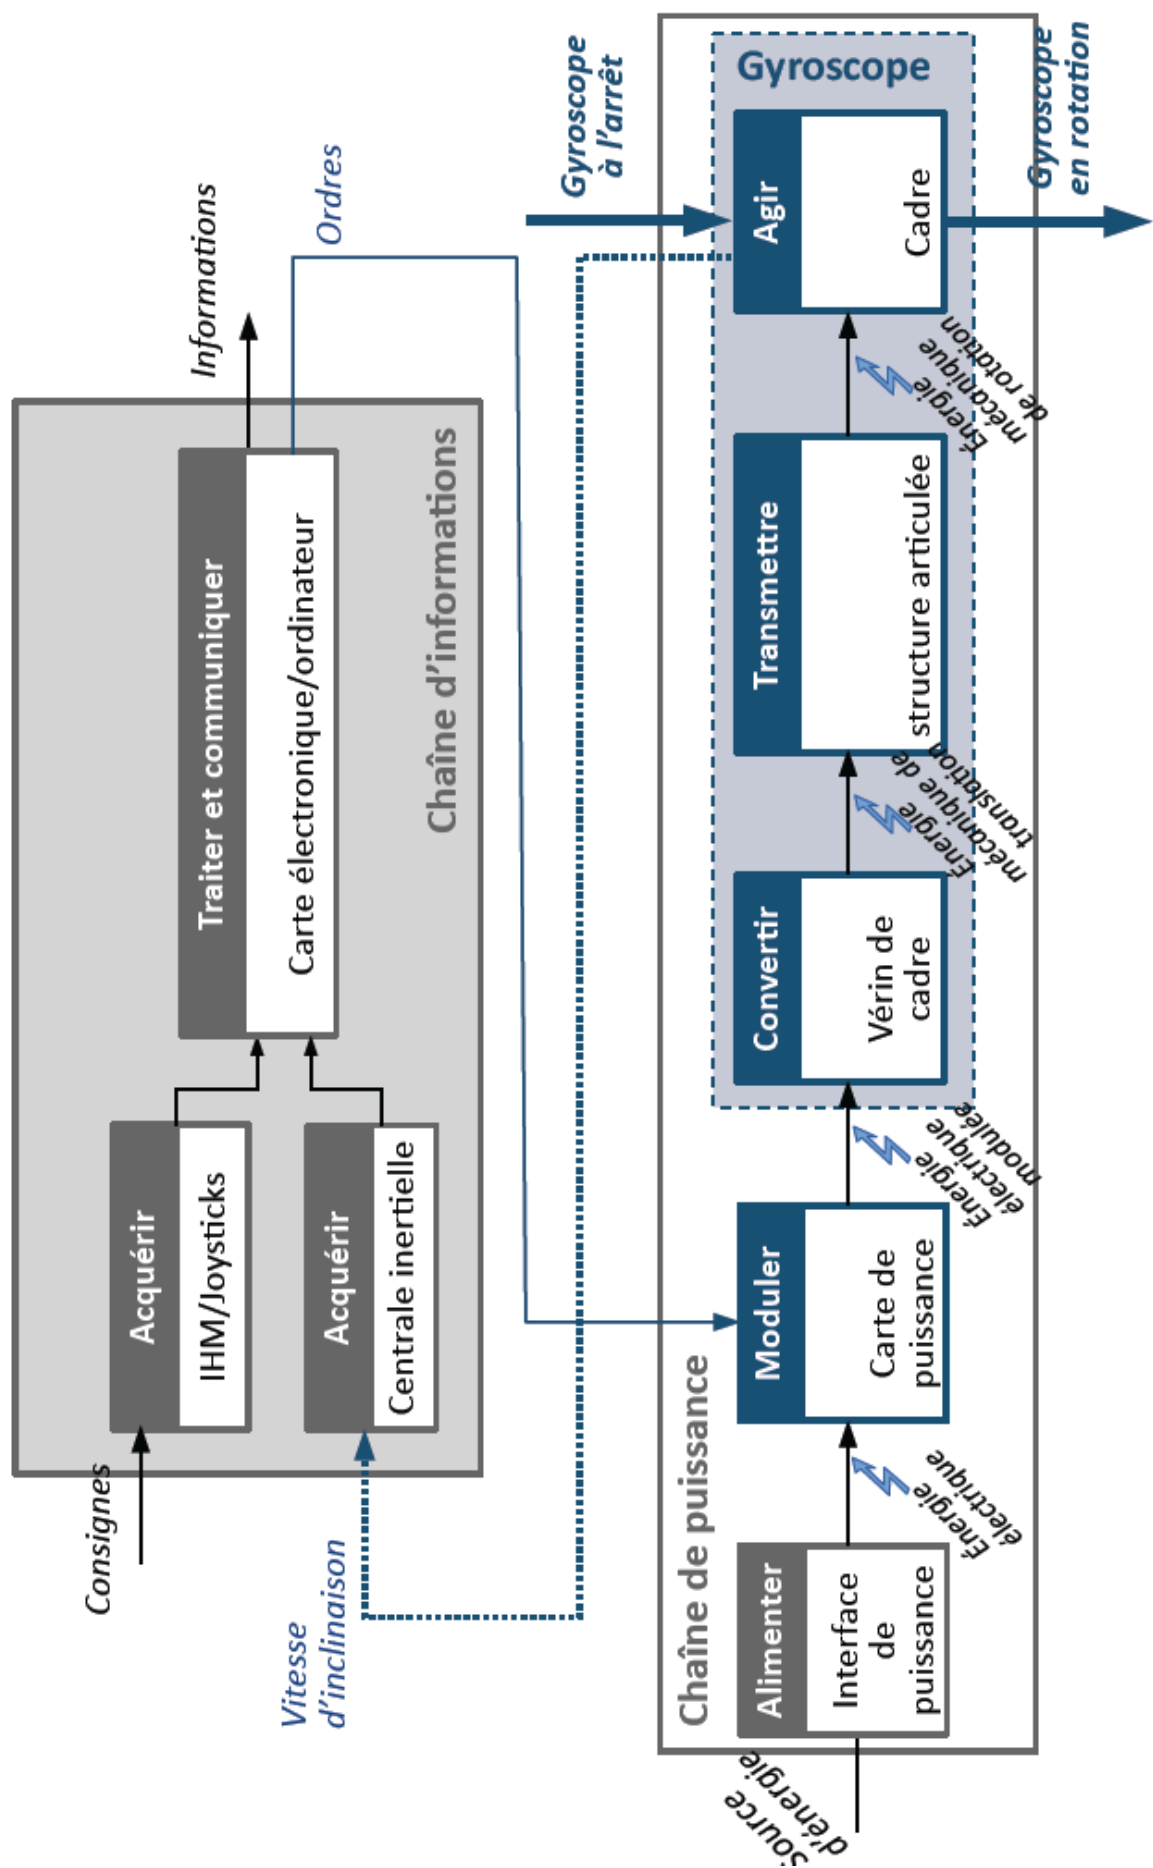 Consignes
Acquérir
IHM/Joysticks
Traiter et communiquer
Carte électronique/ordinateur
Informations
Ordres
Vitesse
d'inclinaison
Acquérir
Centrale inertielle
Chaîne d'informations
Gyroscope
à l'arrêt
Chaîne de puissance
Gyroscope
Source
d'énergie
Alimenter
Interface
de
puissance
Énergie
électrique
Moduler
Carte de
puissance
Énergie
électrique
modulée
Convertir
Vérin de
cadre
Énergie
mécanique de
translation
Transmettre
structure articulée
Énergie
mécanique
de rotation
Agir
Cadre
Gyroscope
en rotation